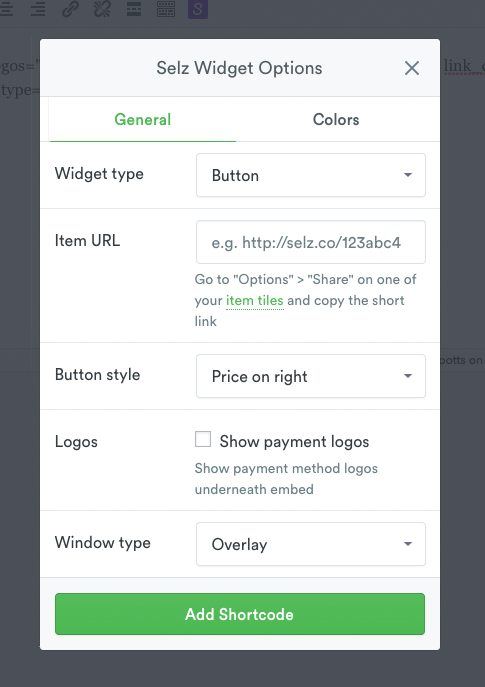 S
ogos="
link_
type=
Selz Widget Options
General
Colors
Widget type
Button
Item URL
e.g. http://selz.co/123abc4
Go to "Options" > "Share" on one of
your item tiles and copy the short
link
Button style
Price on right
Logos
Show payment logos
Show payment method logos
underneath embed
Window type
Overlay
Add Shortcode
botts on